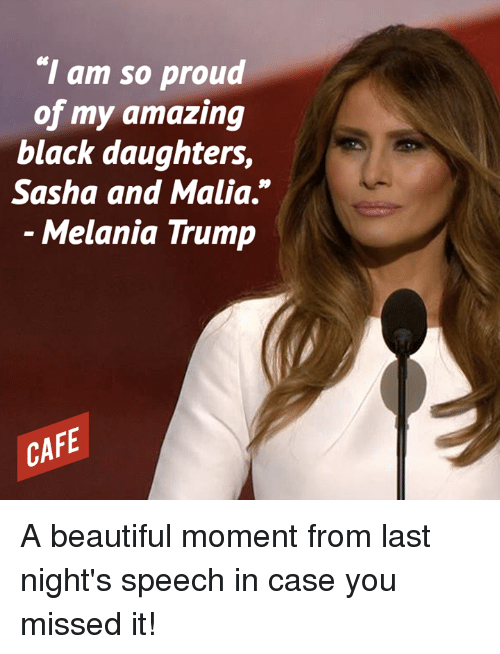 "I am so proud
of my amazing
black daughters,
Sasha and Malia."
- Melania Trump
CAFE
A beautiful moment from last
night's speech in case you
missed it!